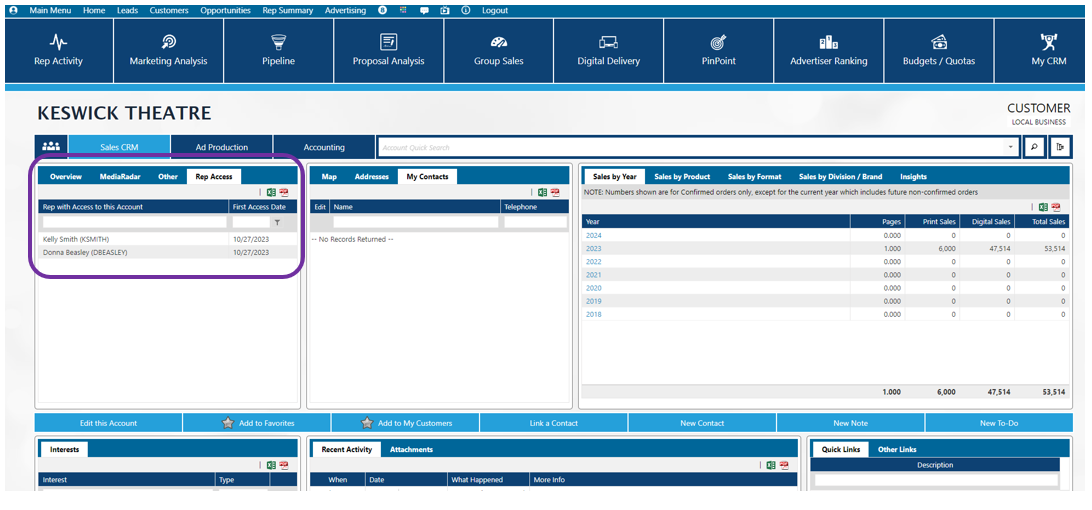 Main Menu Home Leads Customers Opportunities Rep Summary Advertising Logout
Rep Activity Marketing Analysis Pipeline Proposal Analysis Group Sales Digital Delivery PinPoint Advertiser Ranking Budgets / Quotas My CRM
KESWICK THEATRE
CUSTOMER
LOCAL BUSINESS
Sales CRM Ad Production Accounting Account Quick Search
Overview MediaRadar Other Rep Access
Rep with Access to this Account First Access Date
Kelly Smith (KSMITH) 10/27/2023
Donna Beasley (DBEASLEY) 10/27/2023
Map Addresses My Contacts
Edit Name Telephone
-- No Records Returned --
Sales by Year Sales by Product Sales by Format Sales by Division / Brand Insights
NOTE: Numbers shown are for Confirmed orders only, except for the current year which includes future non-confirmed orders
Year Pages Print Sales Digital Sales Total Sales
2024 0.000 0 0 0
2023 1.000 6,000 47,514 53,514
2022 0.000 0 0 0
2021 0.000 0 0 0
2020 0.000 0 0 0
2019 0.000 0 0 0
2018 0.000 0 0 0
1.000 6,000 47,514 53,514
Edit this Account Add to Favorites Add to My Customers Link a Contact New Contact New Note New To-Do
Interests
Interest Type
Recent Activity Attachments
When Date What Happened More Info
Quick Links Other Links
Description